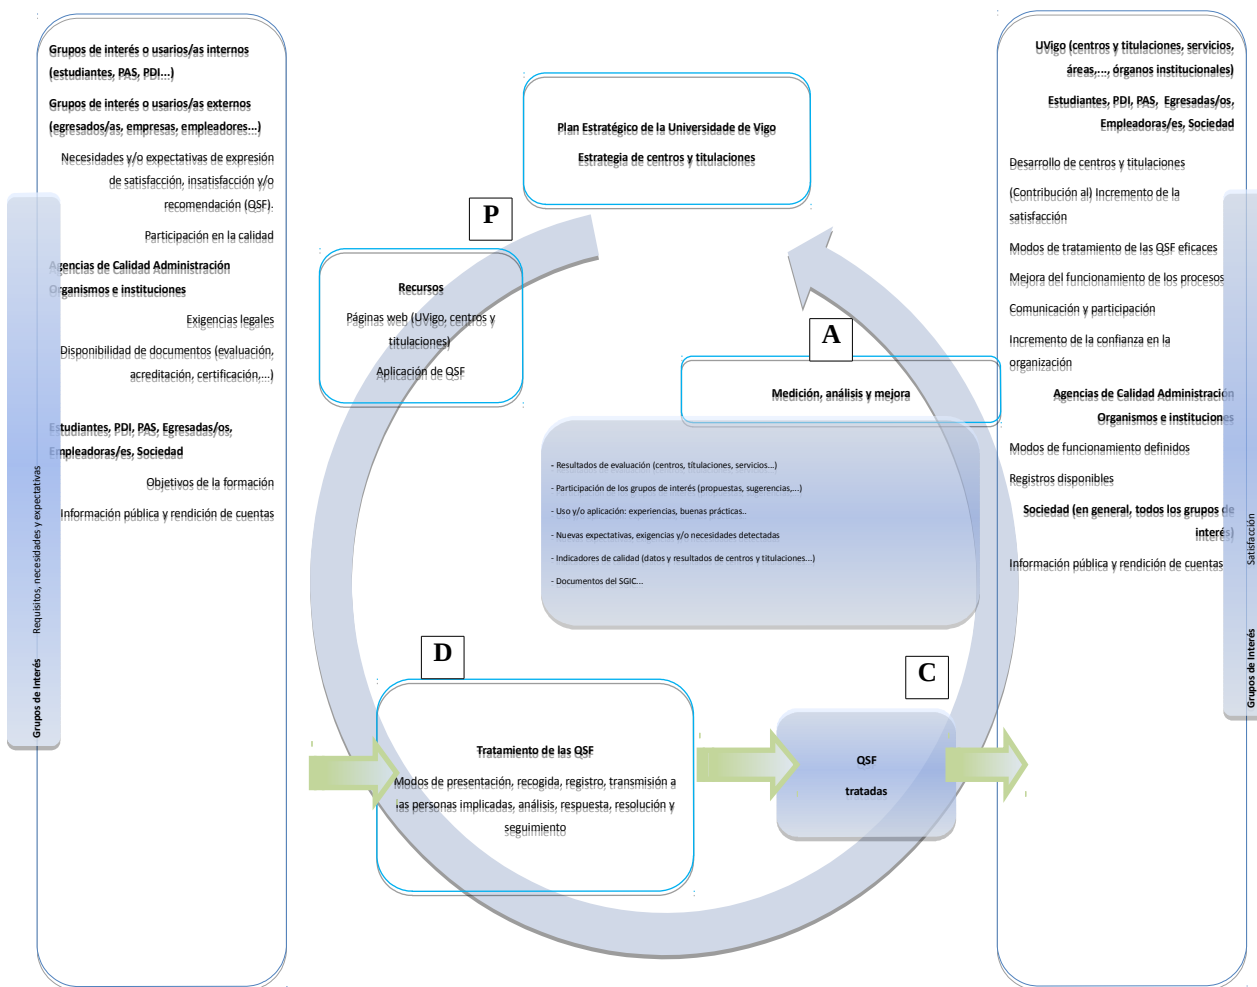 Grupos de interés o usarios/as internos
(estudiantes, PAS, PDI...)
Grupos de interés o usarios/as externos
(egresados/as, empresas, empleadores...)
Necesidades y/o expectativas de expresión
de satisfacción, insatisfacción y/o
recomendación (QSF).
Participación en la calidad
Agencias de Calidad Administración
Organismos e instituciones
Exigencias legales
Disponibilidad de documentos (evaluación,
acreditación, certificación,...)
Estudiantes, PDI, PAS, Egresadas/os,
Empleadoras/es, Sociedad
Objetivos de la formación
Información pública y rendición de cuentas
Grupos de Interés Requisitos, necesidades y expectativas
Plan Estratégico de la Universidade de Vigo
Estrategia de centros y titulaciones
P
Recursos
Páginas web (UVigo, centros y
titulaciones)
Aplicación de QSF
A
Medición, análisis y mejora
- Resultados de evaluación (centros, titulaciones, servicios...)
- Participación de los grupos de interés (propuestas, sugerencias,...)
- Uso y/o aplicación: experiencias, buenas prácticas..
- Nuevas expectativas, exigencias y/o necesidades detectadas
- Indicadores de calidad (datos y resultados de centros y titulaciones...)
- Documentos del SGIC...
D
Tratamiento de las QSF
Modos de presentación, recogida, registro, transmisión a
las personas implicadas, análisis, respuesta, resolución y
seguimiento
C
QSF
tratadas
UVigo (centros y titulaciones, servicios,
áreas,..., órganos institucionales)
Estudiantes, PDI, PAS, Egresadas/os,
Empleadoras/es, Sociedad
Desarrollo de centros y titulaciones
(Contribución al) Incremento de la
satisfacción
Modos de tratamiento de las QSF eficaces
Mejora del funcionamiento de los procesos
Comunicación y participación
Incremento de la confianza en la
organización
Agencias de Calidad Administración
Organismos e instituciones
Modos de funcionamiento definidos
Registros disponibles
Sociedad (en general, todos los grupos de
interés)
Información pública y rendición de cuentas
Grupos de Interés Satisfacción